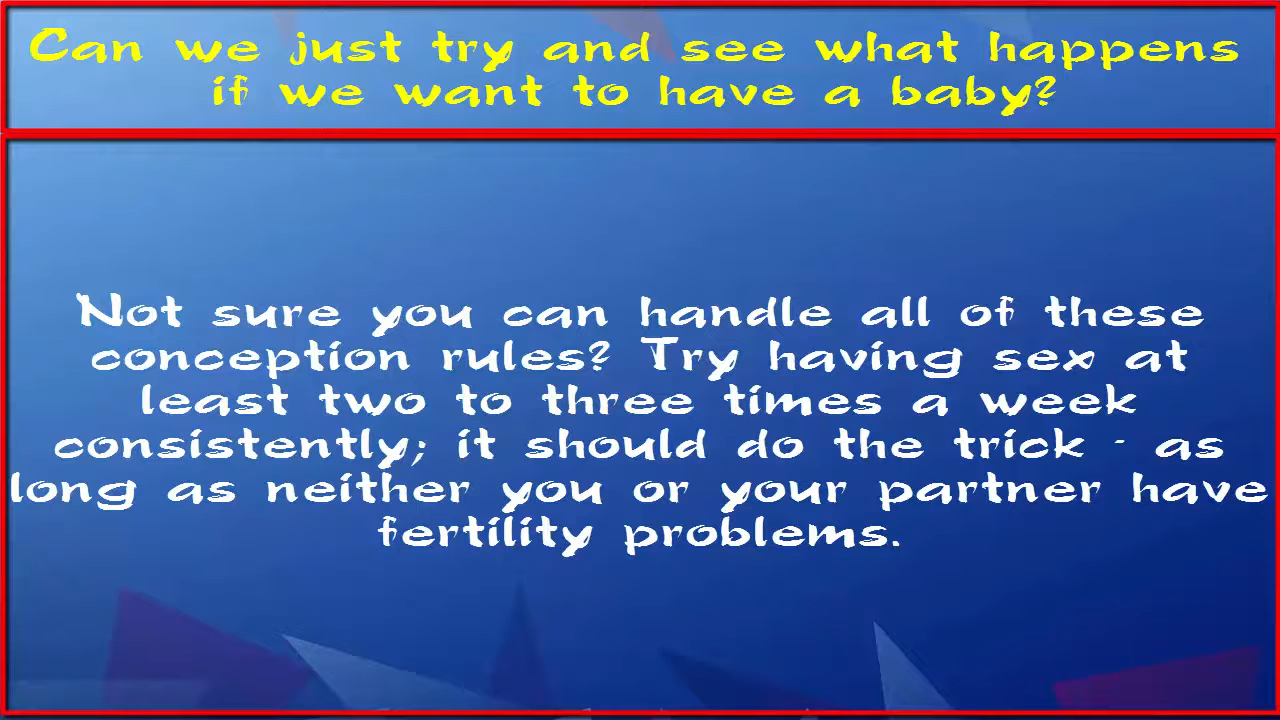 Can we just try and see what happens
if we want to have a baby?
Not sure you can handle all of these
conception rules? Try having sex at
least two to three times a week
consistently; it should do the trick - as
long as neither you or your partner have
fertility problems.